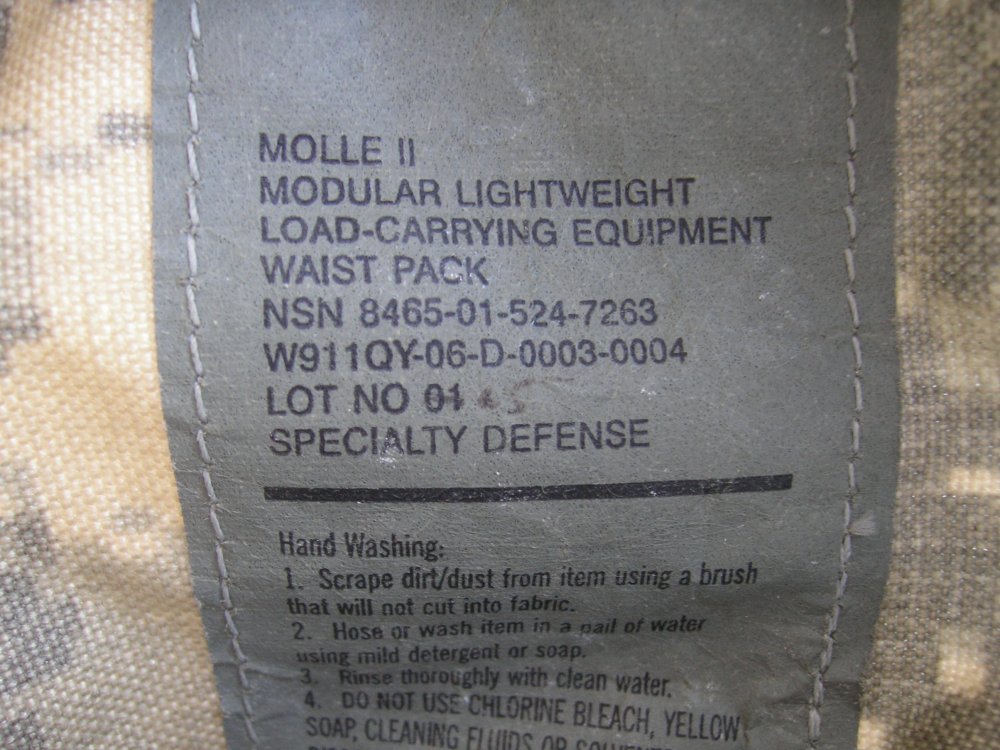 MOLLE II
MODULAR LIGHTWEIGHT
LOAD-CARRYING EQUIPMENT
WAIST PACK
NSN 8465-01-524-7263
W911QY-06-D-0003-0004
LOT NO 01
SPECIALTY DEFENSE
Hand Washing:
1. Scrape dirt/dust from item using a brush
that will not cut into fabric.
2. Hose or wash item in a pail of water
using mild detergent or soap.
3. Rinse thoroughly with clean water.
4. DO NOT USE CHLORINE BLEACH, YELLOW
SOAP, CLEANING FLUIDS OR